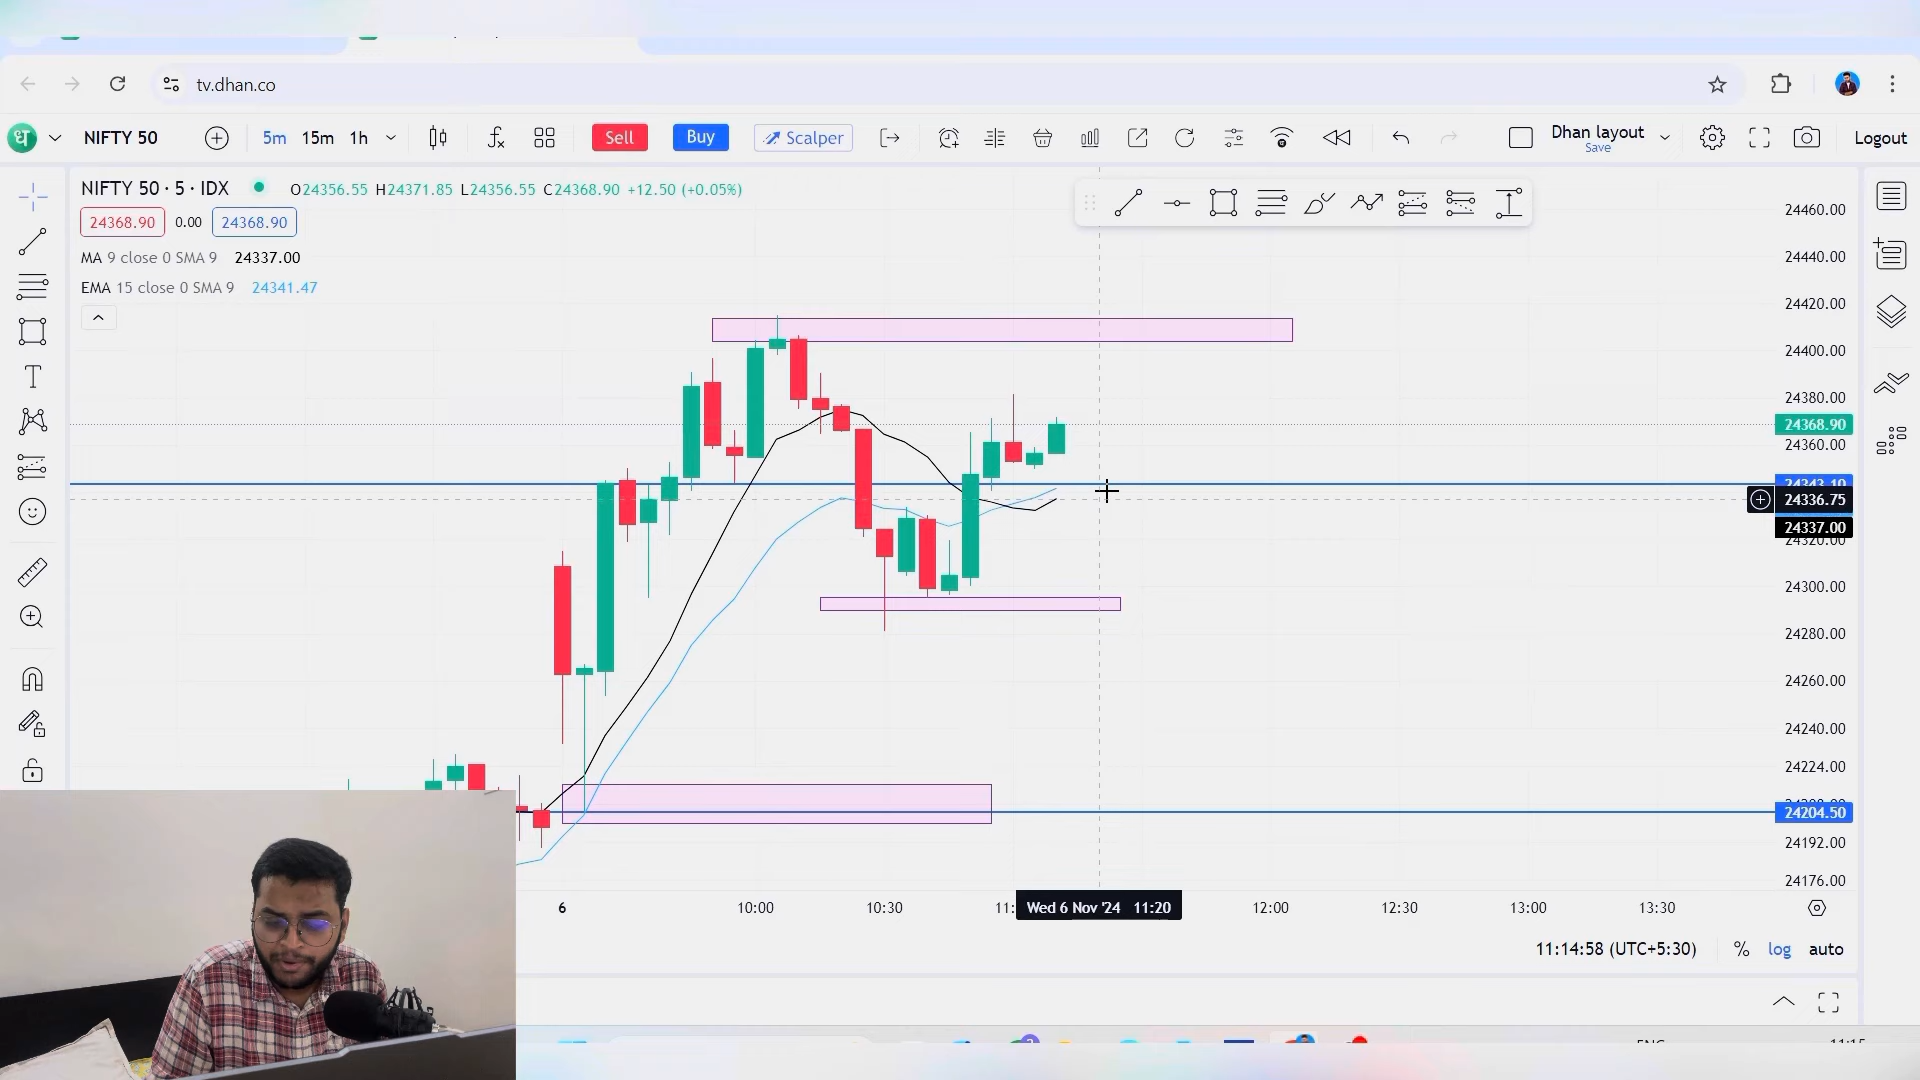 tv.dhan.co
ध
NIFTY 50
5m 15m 1h
Sell
Buy
Scalper
Dhan layout
Save
Logout
NIFTY 50 · 5 · IDX
O24356.55 H24371.85 L24356.55 C24368.90 +12.50 (+0.05%)
24368.90 0.00 24368.90
MA 9 close 0 SMA 9 24337.00
EMA 15 close 0 SMA 9 24341.47
24460.00
24440.00
24420.00
24400.00
24380.00
24368.90
24360.00
24343.10
24336.75
24337.00
24320.00
24300.00
24280.00
24260.00
24240.00
24224.00
24204.50
24192.00
24176.00
6 10:00 10:30 11: Wed 6 Nov '24 11:20 12:00 12:30 13:00 13:30
11:14:58 (UTC+5:30) % log auto